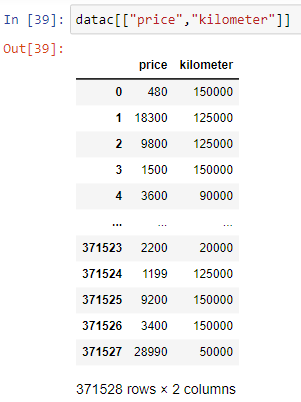 In [39]: datac[["price","kilometer"]]
Out[39]:
price kilometer
0 480 150000
1 18300 125000
2 9800 125000
3 1500 150000
4 3600 90000
... ... ...
371523 2200 20000
371524 1199 125000
371525 9200 150000
371526 3400 150000
371527 28990 50000
371528 rows × 2 columns